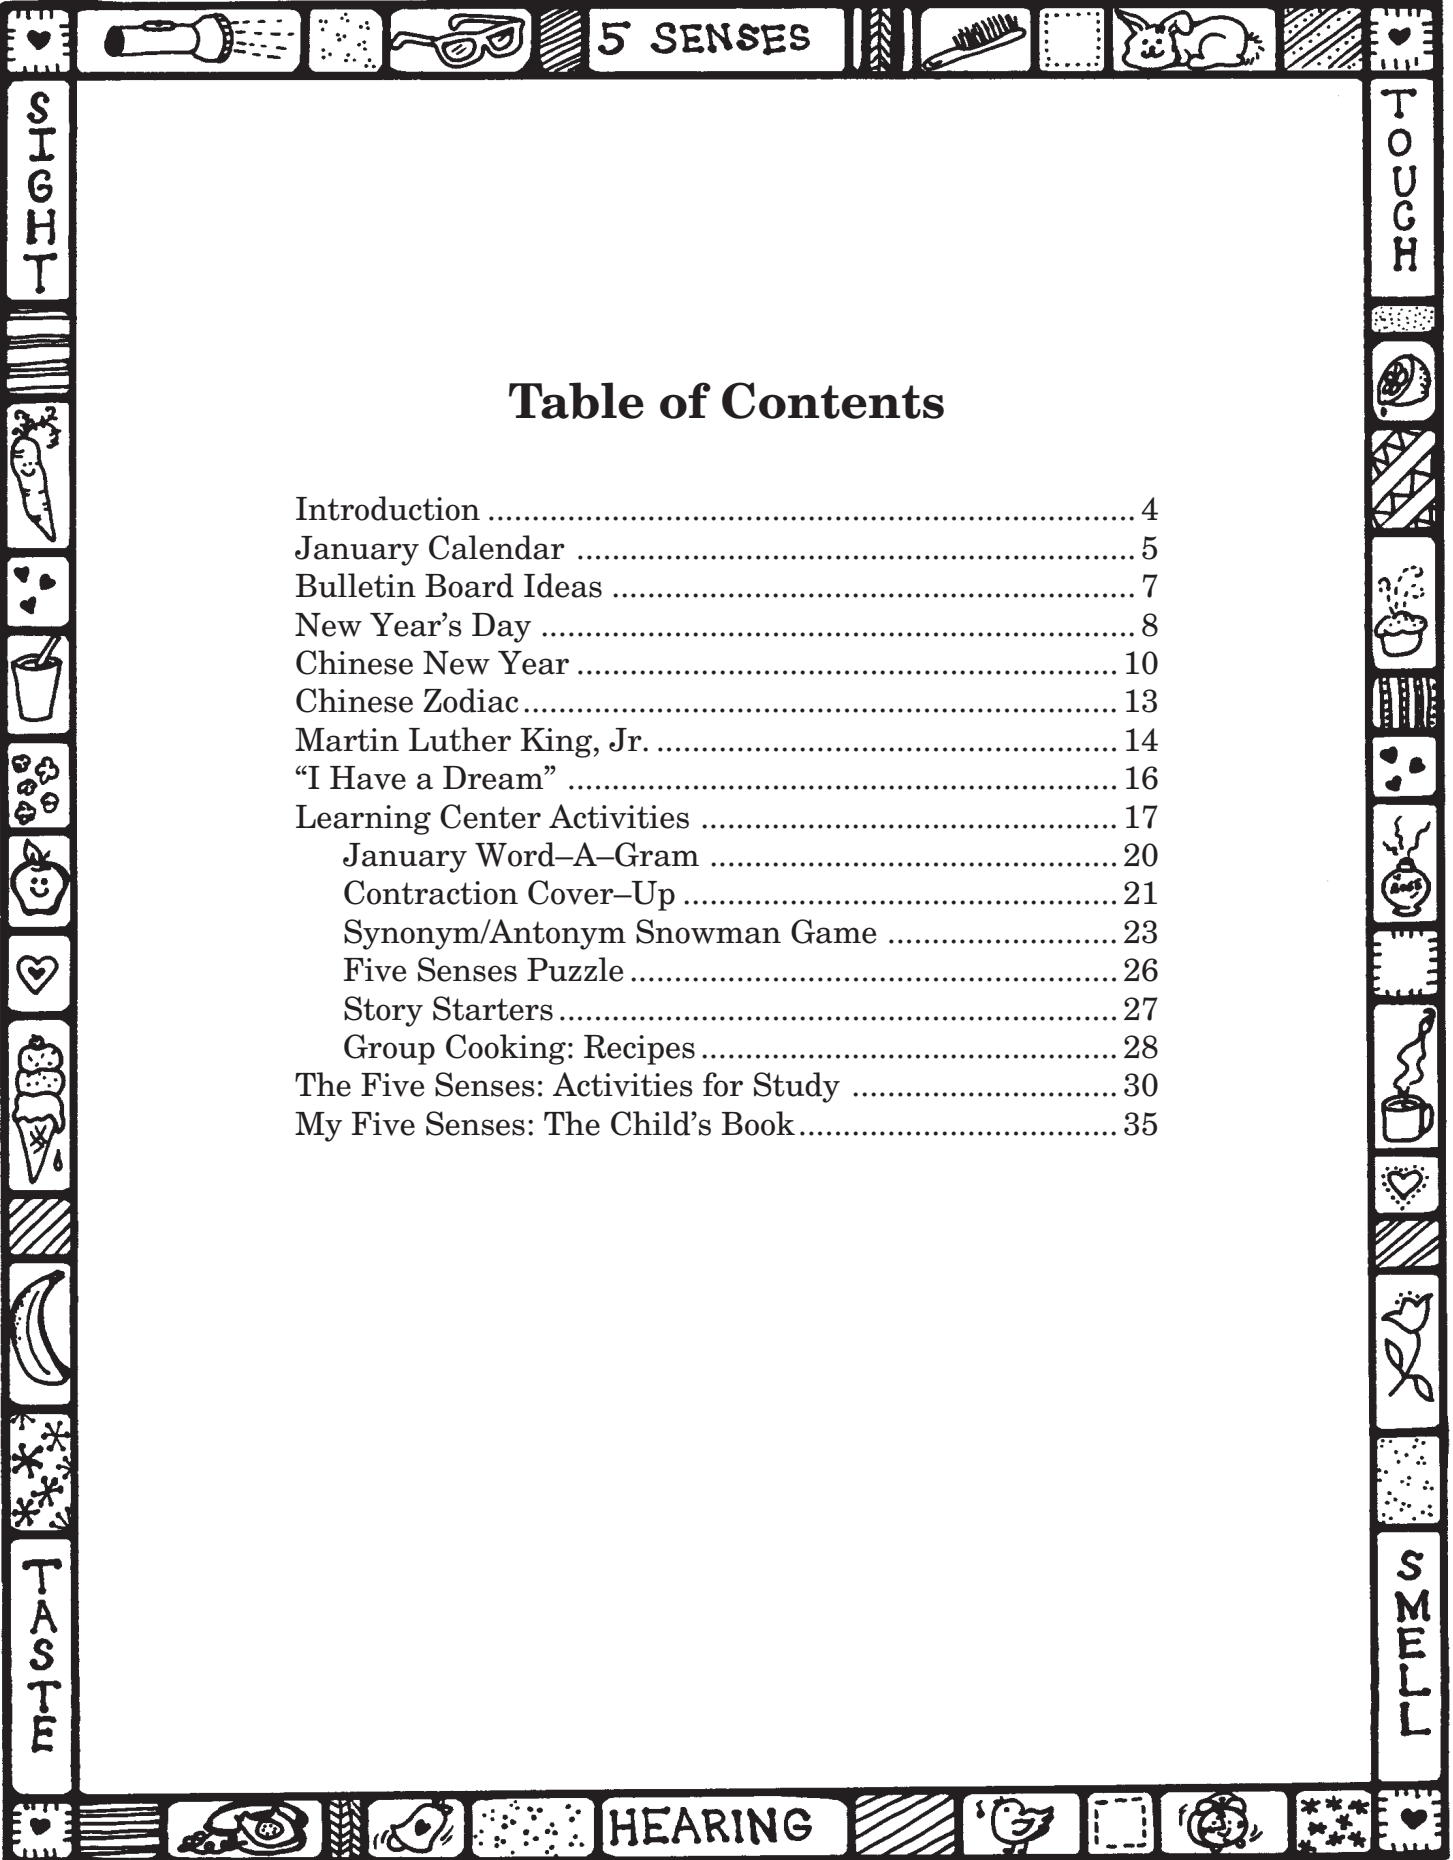 5 SENSES
SIGHT
TOUCH
Table of Contents
Introduction ........................................................................... 4
January Calendar ................................................................ 5
Bulletin Board Ideas ............................................................ 7
New Year’s Day .................................................................... 8
Chinese New Year .............................................................. 10
Chinese Zodiac .................................................................... 13
Martin Luther King, Jr. ..................................................... 14
“I Have a Dream” ............................................................... 16
Learning Center Activities ................................................ 17
January Word–A–Gram ............................................... 20
Contraction Cover–Up .................................................. 21
Synonym/Antonym Snowman Game .......................... 23
Five Senses Puzzle ........................................................ 26
Story Starters ................................................................ 27
Group Cooking: Recipes ................................................ 28
The Five Senses: Activities for Study .............................. 30
My Five Senses: The Child’s Book .................................... 35
TASTE
SMELL
HEARING